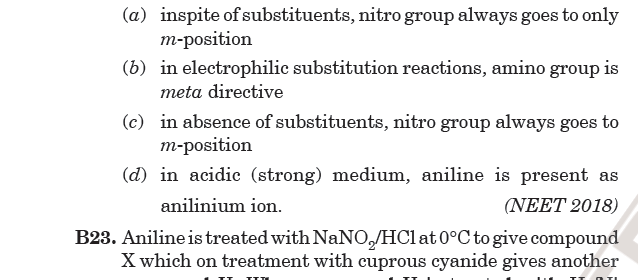 (a) inspite of substituents, nitro group always goes to only
m-position
(b) in electrophilic substitution reactions, amino group is
meta directive
(c) in absence of substituents, nitro group always goes to
m-position
(d) in acidic (strong) medium, aniline is present as
anilinium ion. (NEET 2018)
B23. Aniline is treated with NaNO₂/HCl at 0°C to give compound
X which on treatment with cuprous cyanide gives another